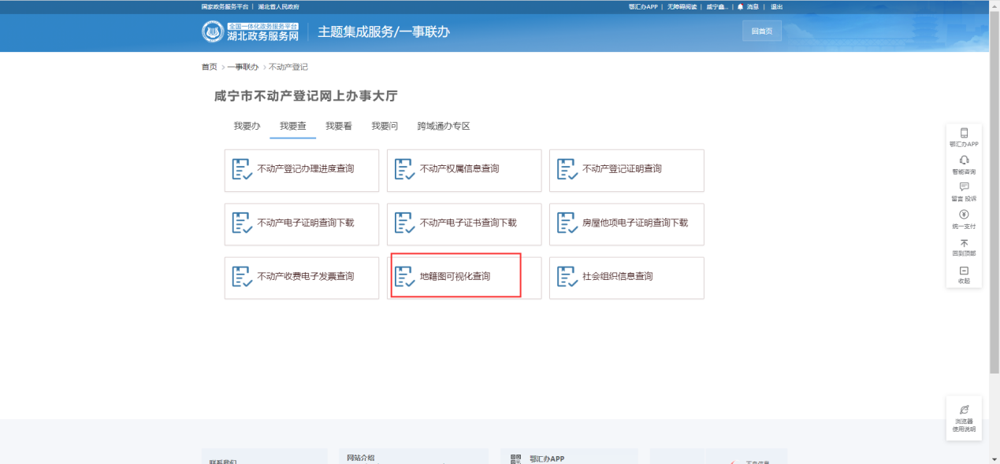 国家政务服务平台 | 湖北省人民政府
鄂汇办APP | 无障碍阅读 | 咸宁鑫... | 消息 | 退出
全国一体化政务服务平台
湖北政务服务网
主题集成服务/一事联办
回首页
首页 > 一事联办 > 不动产登记
咸宁市不动产登记网上办事大厅
我要办 我要查 我要看 我要问 跨域通办专区
不动产登记办理进度查询
不动产权属信息查询
不动产登记证明查询
不动产电子证明查询下载
不动产电子证书查询下载
房屋他项电子证明查询下载
不动产收费电子发票查询
地籍图可视化查询
社会组织信息查询
鄂汇办APP
智能咨询
留言 投诉
统一支付
回到顶部
收起
浏览器
使用说明
联系我们
网站介绍
鄂汇办APP